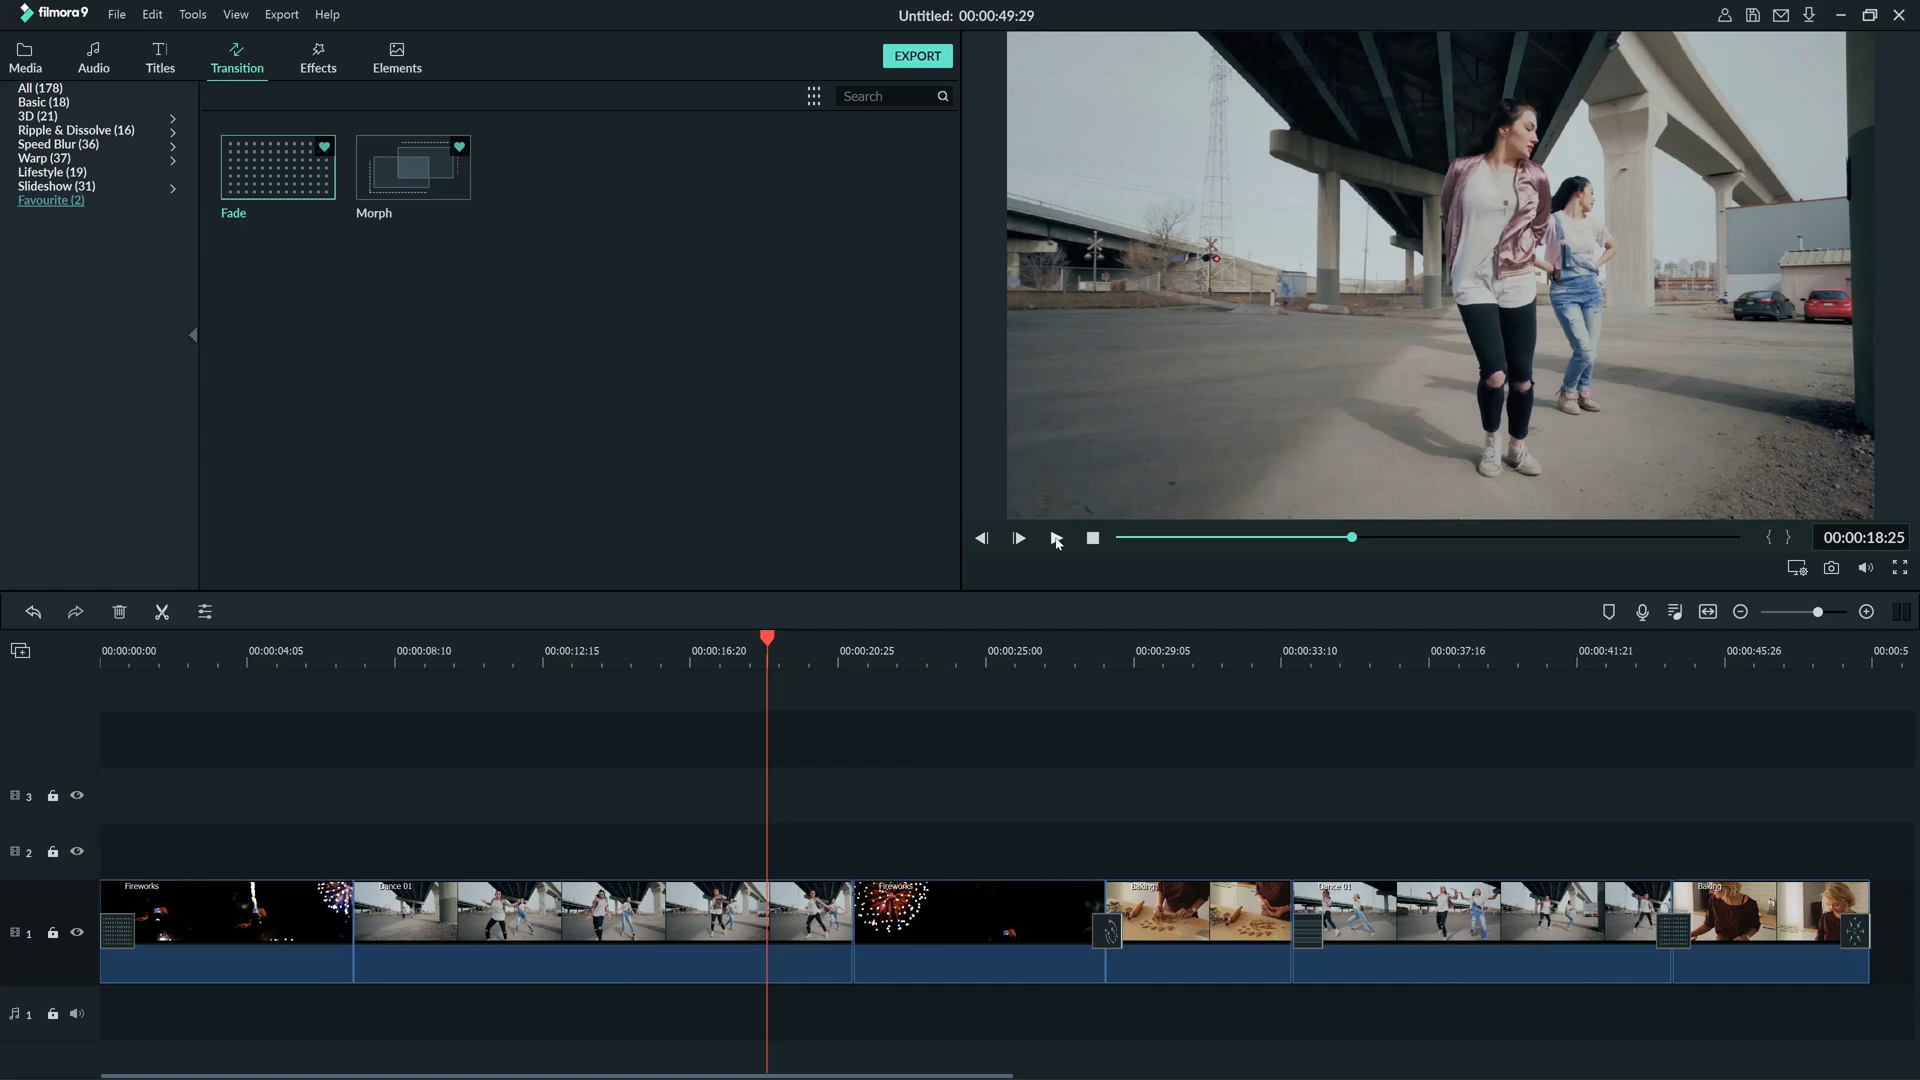 filmora9 File Edit Tools View Export Help Untitled: 00:00:49:29
Media Audio Titles Transition Effects Elements EXPORT
All (178)
Basic (18)
3D (21)
Ripple & Dissolve (16)
Speed Blur (36)
Warp (37)
Lifestyle (19)
Slideshow (31)
Favourite (2)
Search
Fade Morph
00:00:18:25
00:00:00:00 00:00:04:05 00:00:08:10 00:00:12:15 00:00:16:20 00:00:20:25 00:00:25:00 00:00:29:05 00:00:33:10 00:00:37:16 00:00:41:21 00:00:45:26 00:00:5
3
2
Fireworks Dance 01 Fireworks Baking Dance 01 Baking
1
1